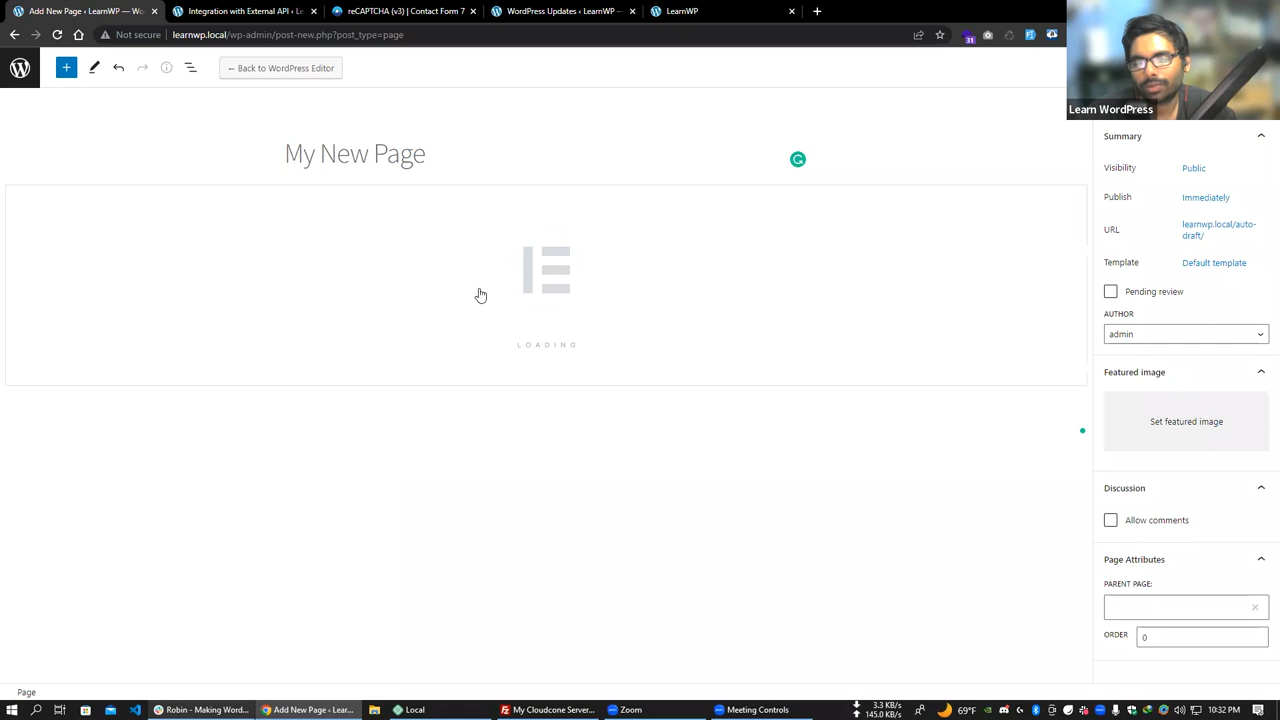 Add New Page ‹ LearnWP — Wo
Integration with External API ‹ Le
reCAPTCHA (v3) | Contact Form 7
WordPress Updates ‹ LearnWP —
LearnWP
Not secure
learnwp.local/wp-admin/post-new.php?post_type=page
31
← Back to WordPress Editor
Learn WordPress
My New Page
LOADING
Summary
Visibility Public
Publish Immediately
URL learnwp.local/auto-
draft/
Template Default template
Pending review
AUTHOR
admin
Featured image
Set featured image
Discussion
Allow comments
Page Attributes
PARENT PAGE:
ORDER 0
Page
Robin - Making Word...
Add New Page ‹ Lear...
Local
My Cloudcone Server...
Zoom
Meeting Controls
3.3 KB/s
145.0 KB/s
69°F
10:32 PM